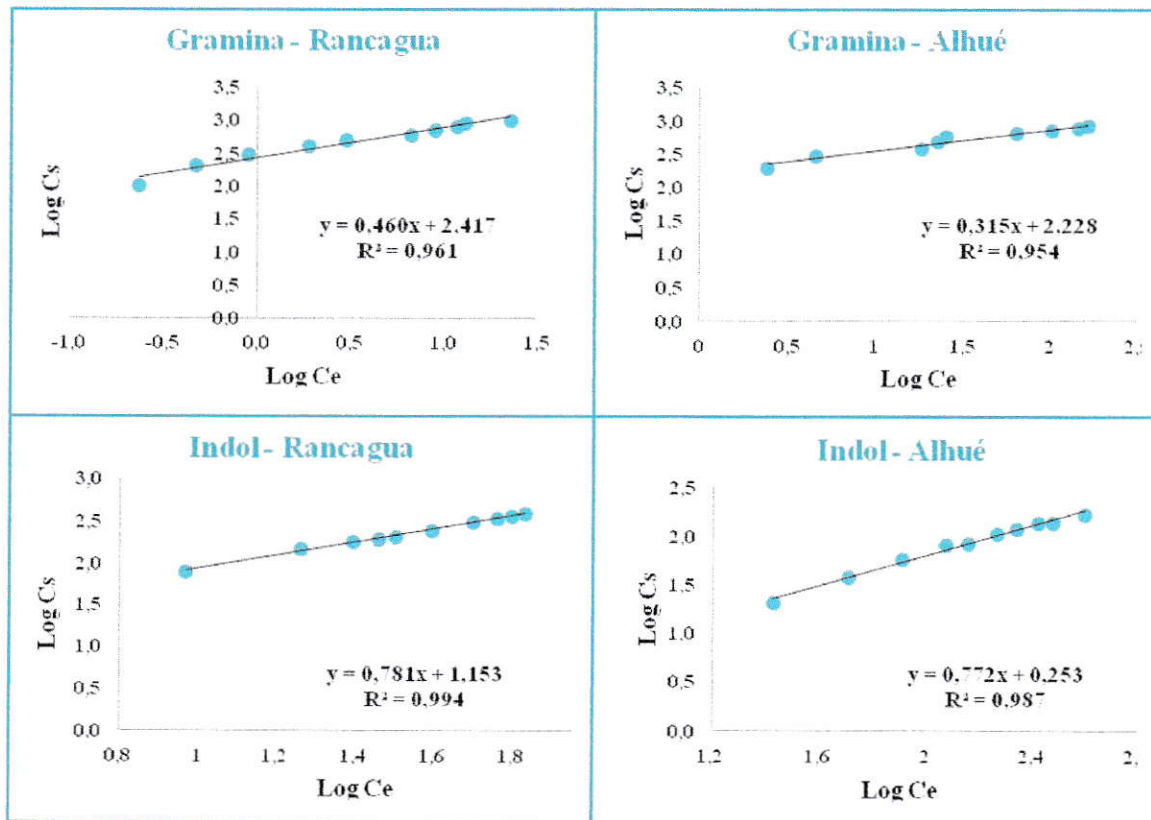 Gramina - Rancagua
3,5
3,0
2,5
2,0
1,5
1,0
0,5
0,0
Log Cs
y = 0,460x + 2,417
R² = 0,961
-1,0 -0,5 0,0 0,5 1,0 1,5
Log Ce
Gramina - Alhué
3,5
3,0
2,5
2,0
1,5
1,0
0,5
0,0
Log Cs
y = 0,315x + 2,228
R² = 0,954
0 0,5 1 1,5 2
Log Ce
Indol - Rancagua
3,0
2,5
2,0
1,5
1,0
0,5
0,0
Log Cs
y = 0,781x + 1,153
R² = 0,994
0,8 1 1,2 1,4 1,6 1,8
Log Ce
Indol - Alhué
2,5
2,0
1,5
1,0
0,5
0,0
Log Cs
y = 0,772x + 0,253
R² = 0,987
1,2 1,6 2 2,4
Log Ce